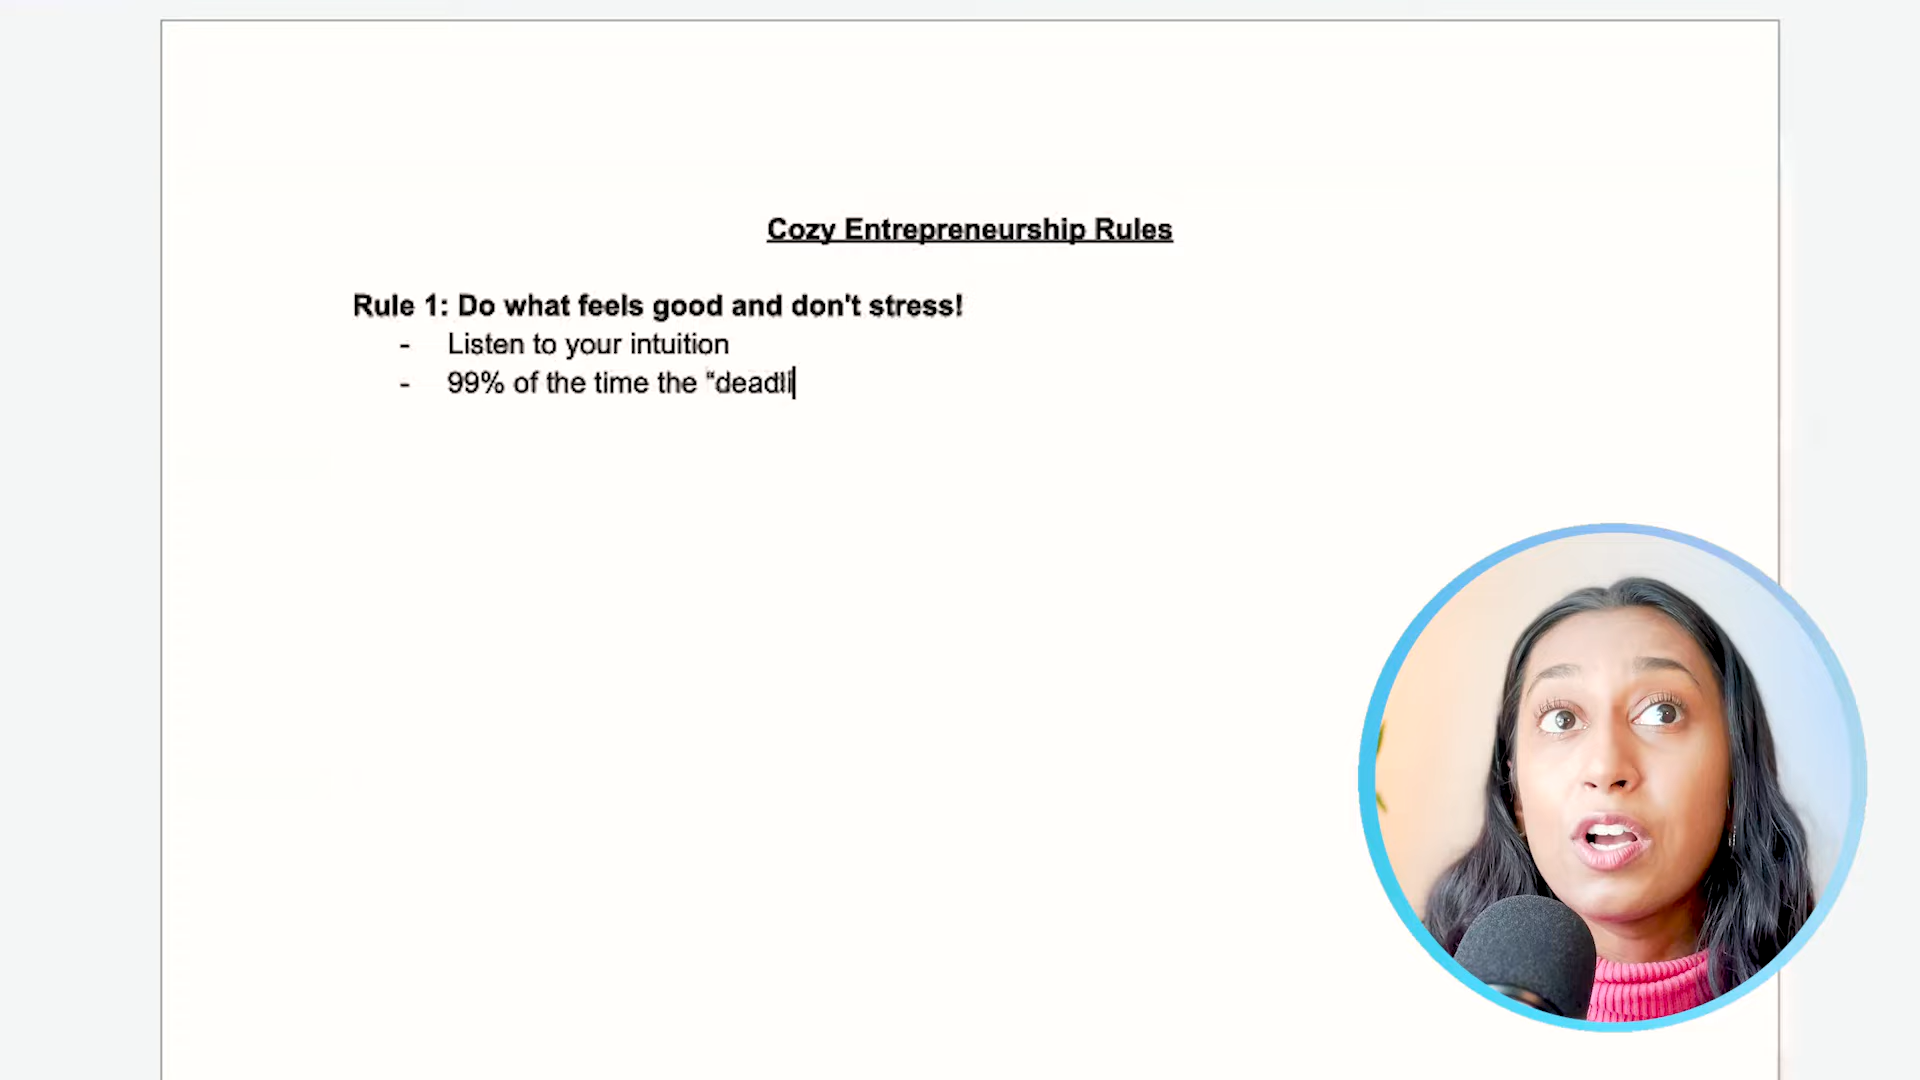 Cozy Entrepreneurship Rules
Rule 1: Do what feels good and don't stress!
- Listen to your intuition
- 99% of the time the “deadli